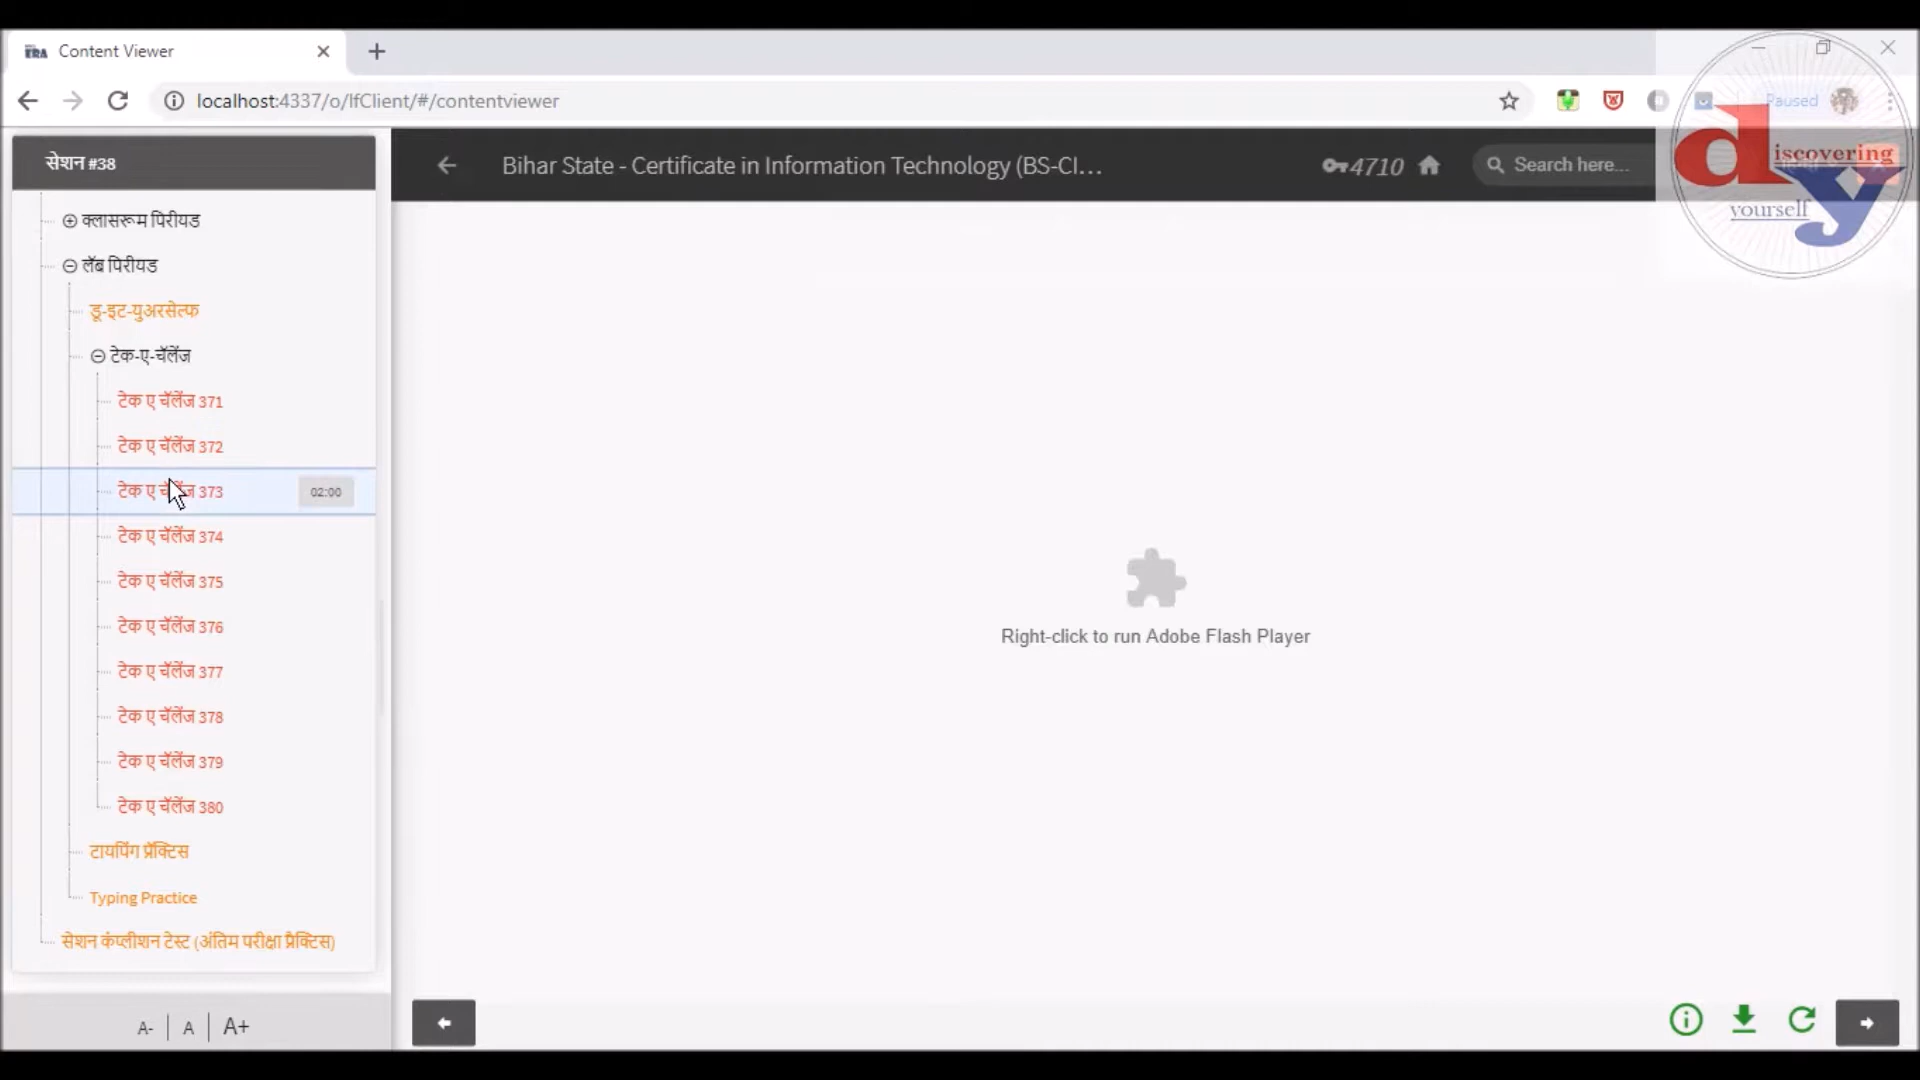 ERA Content Viewer
localhost:4337/o/lfClient/#/contentviewer
Paused
सेशन #38
Bihar State - Certificate in Information Technology (BS-CI...
4710
Search here...
discovering
yourself
क्लासरूम पिरीयड
लॅब पिरीयड
डू-इट-युअरसेल्फ
टेक-ए-चॅलेंज
टेक ए चॅलेंज 371
टेक ए चॅलेंज 372
टेक ए चॅलेंज 373 02:00
टेक ए चॅलेंज 374
टेक ए चॅलेंज 375
टेक ए चॅलेंज 376
टेक ए चॅलेंज 377
टेक ए चॅलेंज 378
टेक ए चॅलेंज 379
टेक ए चॅलेंज 380
टायपिंग प्रॅक्टिस
Typing Practice
सेशन कंप्लीशन टेस्ट (अंतिम परीक्षा प्रैक्टिस)
Right-click to run Adobe Flash Player
A- A A+